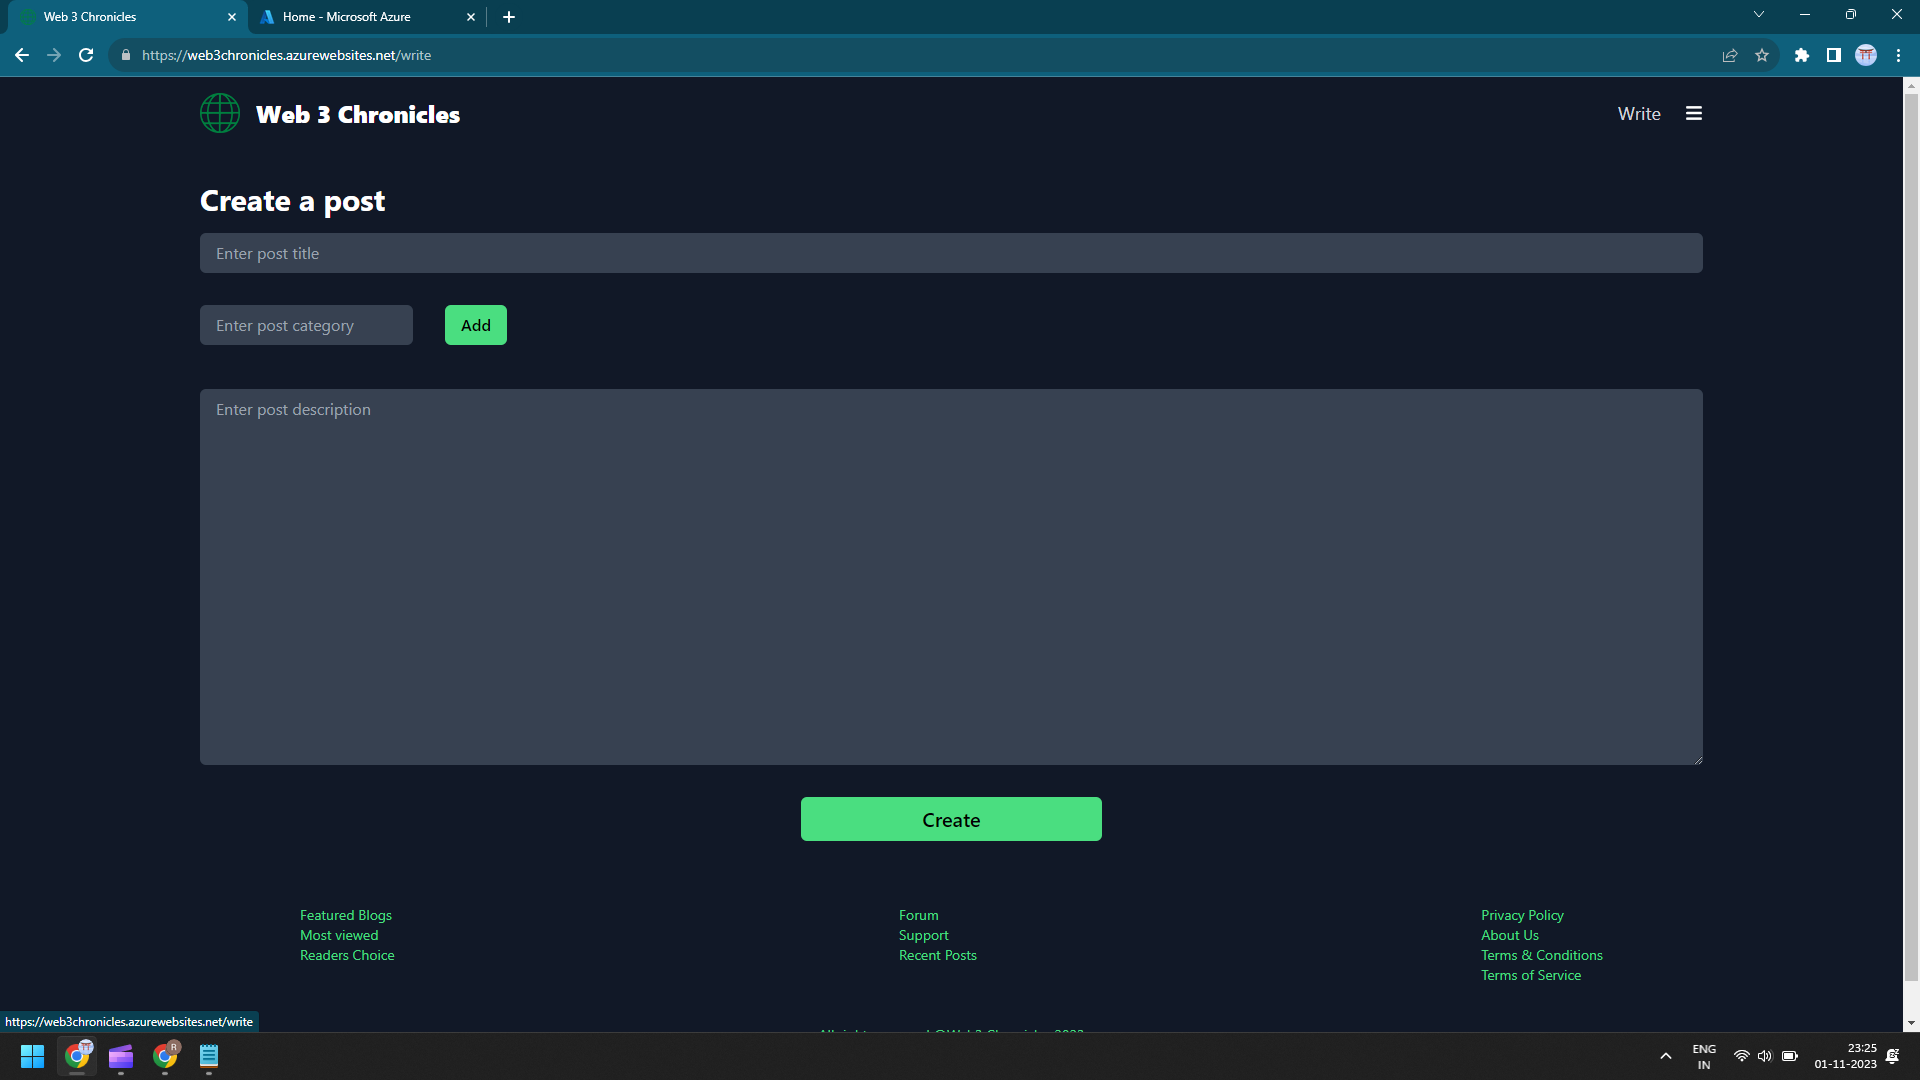 Web 3 Chronicles
Home - Microsoft Azure
https://web3chronicles.azurewebsites.net/write
Web 3 Chronicles
Write
Create a post
Enter post title
Enter post category
Add
Enter post description
Create
Featured Blogs
Most viewed
Readers Choice
Forum
Support
Recent Posts
Privacy Policy
About Us
Terms & Conditions
Terms of Service
https://web3chronicles.azurewebsites.net/write
R
ENG
IN
23:25
01-11-2023